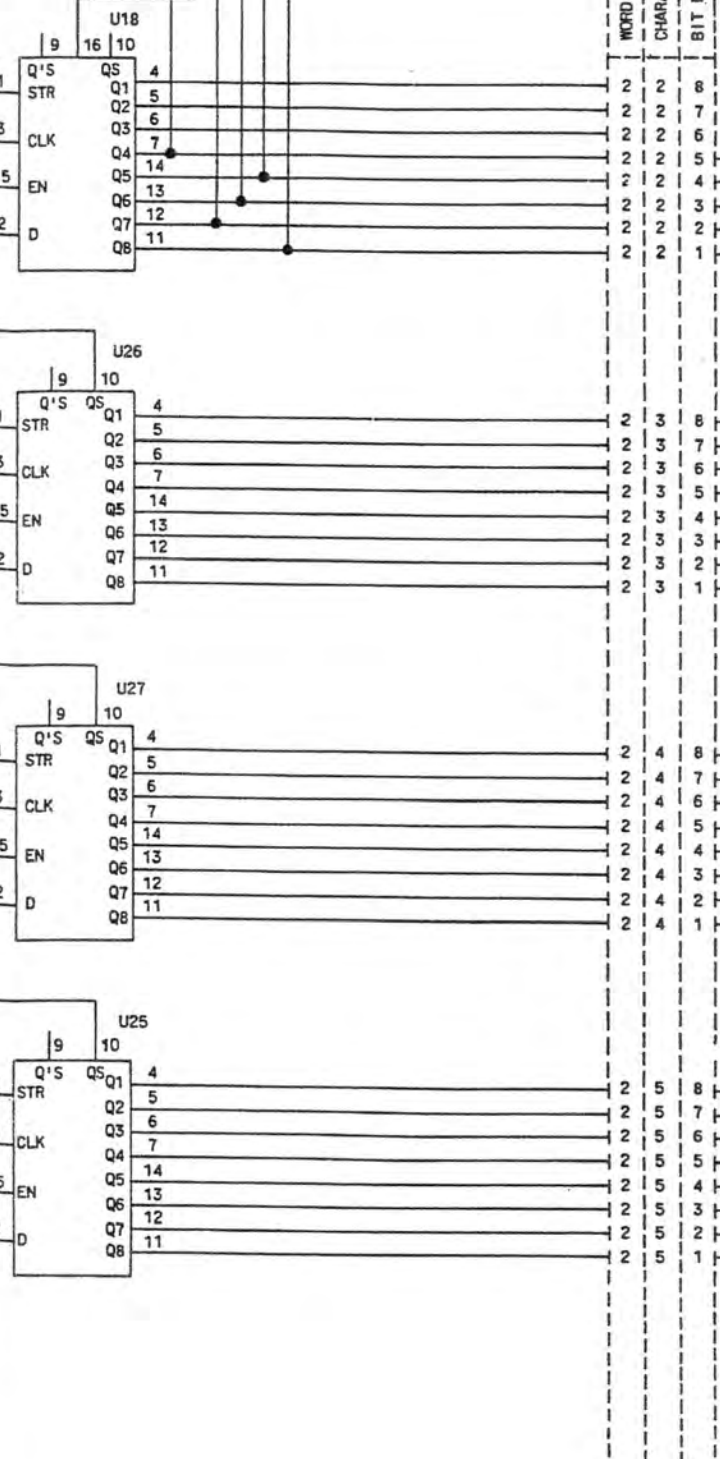 WORD
BIT
U18
9 16 10
Q'S QS
STR
CLK
EN
D
Q1 4 2 2 8
Q2 5 2 2 7
Q3 6 2 2 6
Q4 7 2 2 5
Q5 14 2 2 4
Q6 13 2 2 3
Q7 12 2 2 2
Q8 11 2 2 1
U26
9 10
Q'S QS
STR
CLK
EN
D
Q1 4 2 3 8
Q2 5 2 3 7
Q3 6 2 3 6
Q4 7 2 3 5
Q5 14 2 3 4
Q6 13 2 3 3
Q7 12 2 3 2
Q8 11 2 3 1
U27
9 10
Q'S QS
STR
CLK
EN
D
Q1 4 2 4 8
Q2 5 2 4 7
Q3 6 2 4 6
Q4 7 2 4 5
Q5 14 2 4 4
Q6 13 2 4 3
Q7 12 2 4 2
Q8 11 2 4 1
U25
9 10
Q'S QS
STR
CLK
EN
D
Q1 4 2 5 8
Q2 5 2 5 7
Q3 6 2 5 6
Q4 7 2 5 5
Q5 14 2 5 4
Q6 13 2 5 3
Q7 12 2 5 2
Q8 11 2 5 1